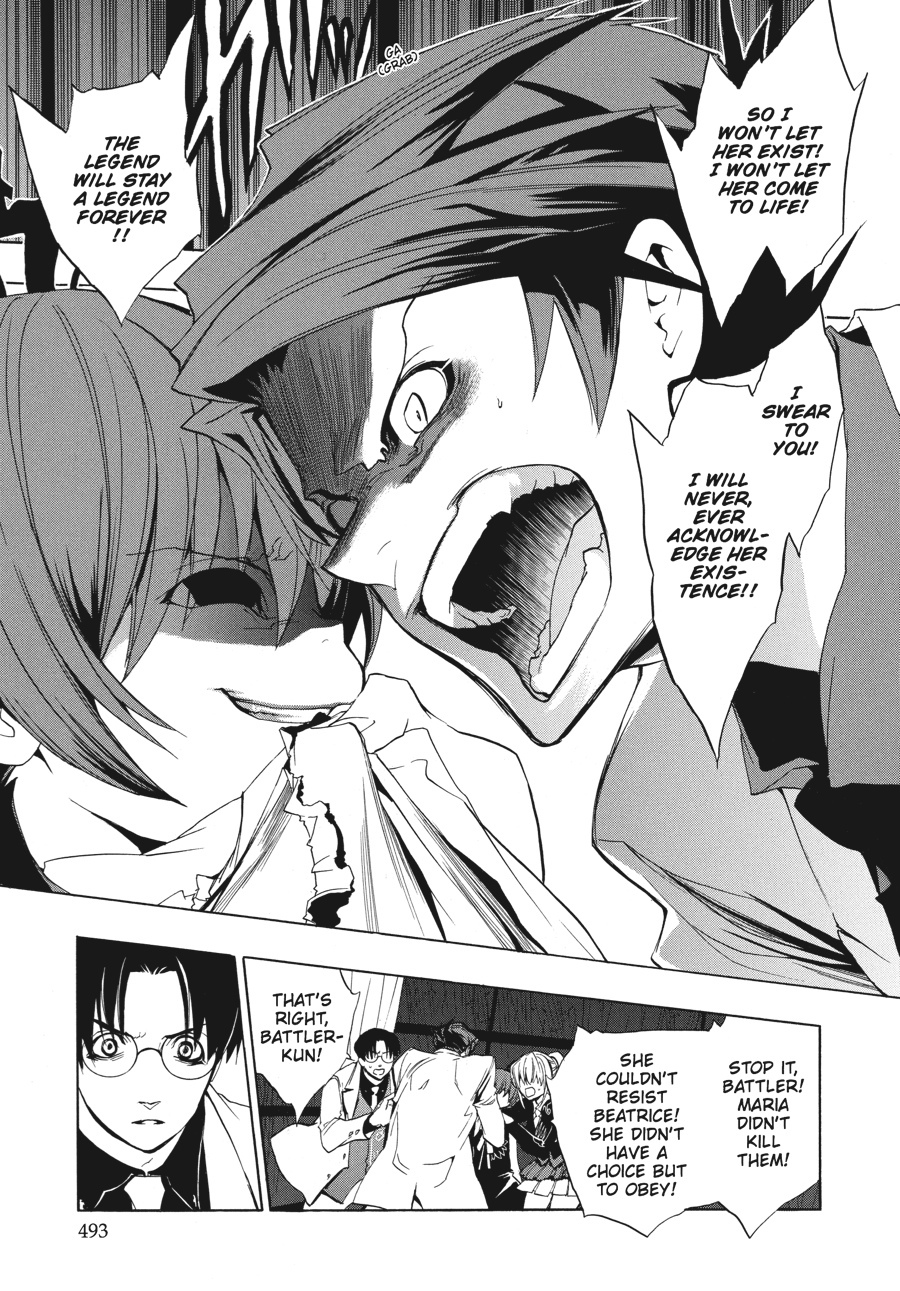 SO I
WON'T LET
HER EXIST!
I WON'T LET
HER COME
TO LIFE!
GA
(GRAB)
THE
LEGEND
WILL STAY
A LEGEND
FOREVER
!!
I
SWEAR
TO
YOU!
I WILL
NEVER,
EVER
ACKNOWL-
EDGE HER
EXIS-
TENCE!!
STOP IT,
BATTLER!
MARIA
DIDN'T
KILL
THEM!
SHE
COULDN'T
RESIST
BEATRICE!
SHE DIDN'T
HAVE A
CHOICE BUT
TO OBEY!
THAT'S
RIGHT,
BATTLER-
KUN!
493